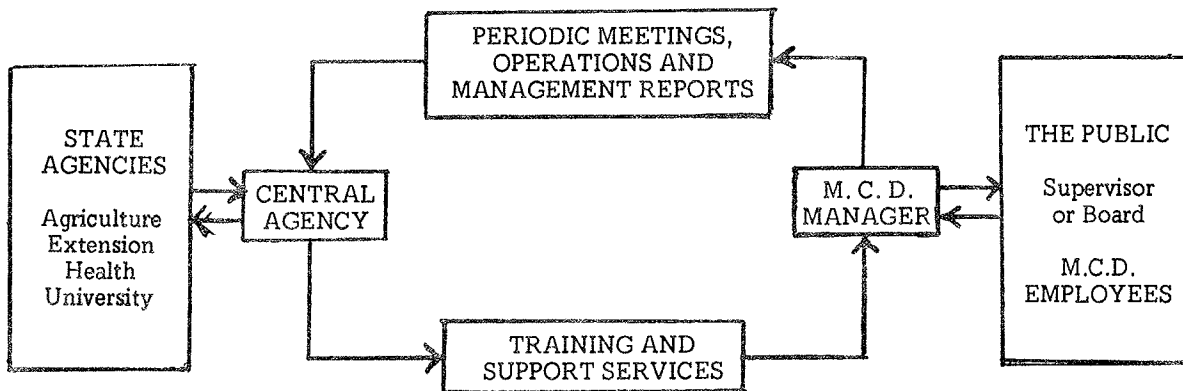 PERIODIC MEETINGS,
OPERATIONS AND
MANAGEMENT REPORTS
STATE
AGENCIES
Agriculture
Extension
Health
University
CENTRAL
AGENCY
M. C. D.
MANAGER
THE PUBLIC
Supervisor
or Board
M.C.D.
EMPLOYEES
TRAINING AND
SUPPORT SERVICES